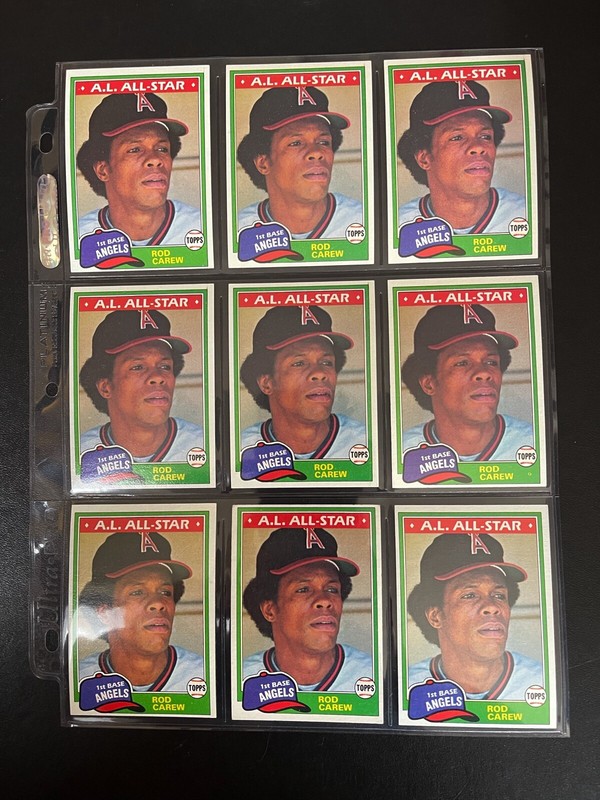 A.L. ALL-STAR
A
1st BASE
ANGELS
ROD
CAREW
TOPPS
A.L. ALL-STAR
A
1st BASE
ANGELS
ROD
CAREW
TOPPS
A.L. ALL-STAR
A
1st BASE
ANGELS
ROD
CAREW
TOPPS
A.L. ALL-STAR
A
1st BASE
ANGELS
ROD
CAREW
TOPPS
A.L. ALL-STAR
A
1st BASE
ANGELS
ROD
CAREW
TOPPS
A.L. ALL-STAR
A
1st BASE
ANGELS
ROD
CAREW
TOPPS
A.L. ALL-STAR
A
1st BASE
ANGELS
ROD
CAREW
TOPPS
A.L. ALL-STAR
A
1st BASE
ANGELS
ROD
CAREW
TOPPS
A.L. ALL-STAR
A
1st BASE
ANGELS
ROD
CAREW
TOPPS